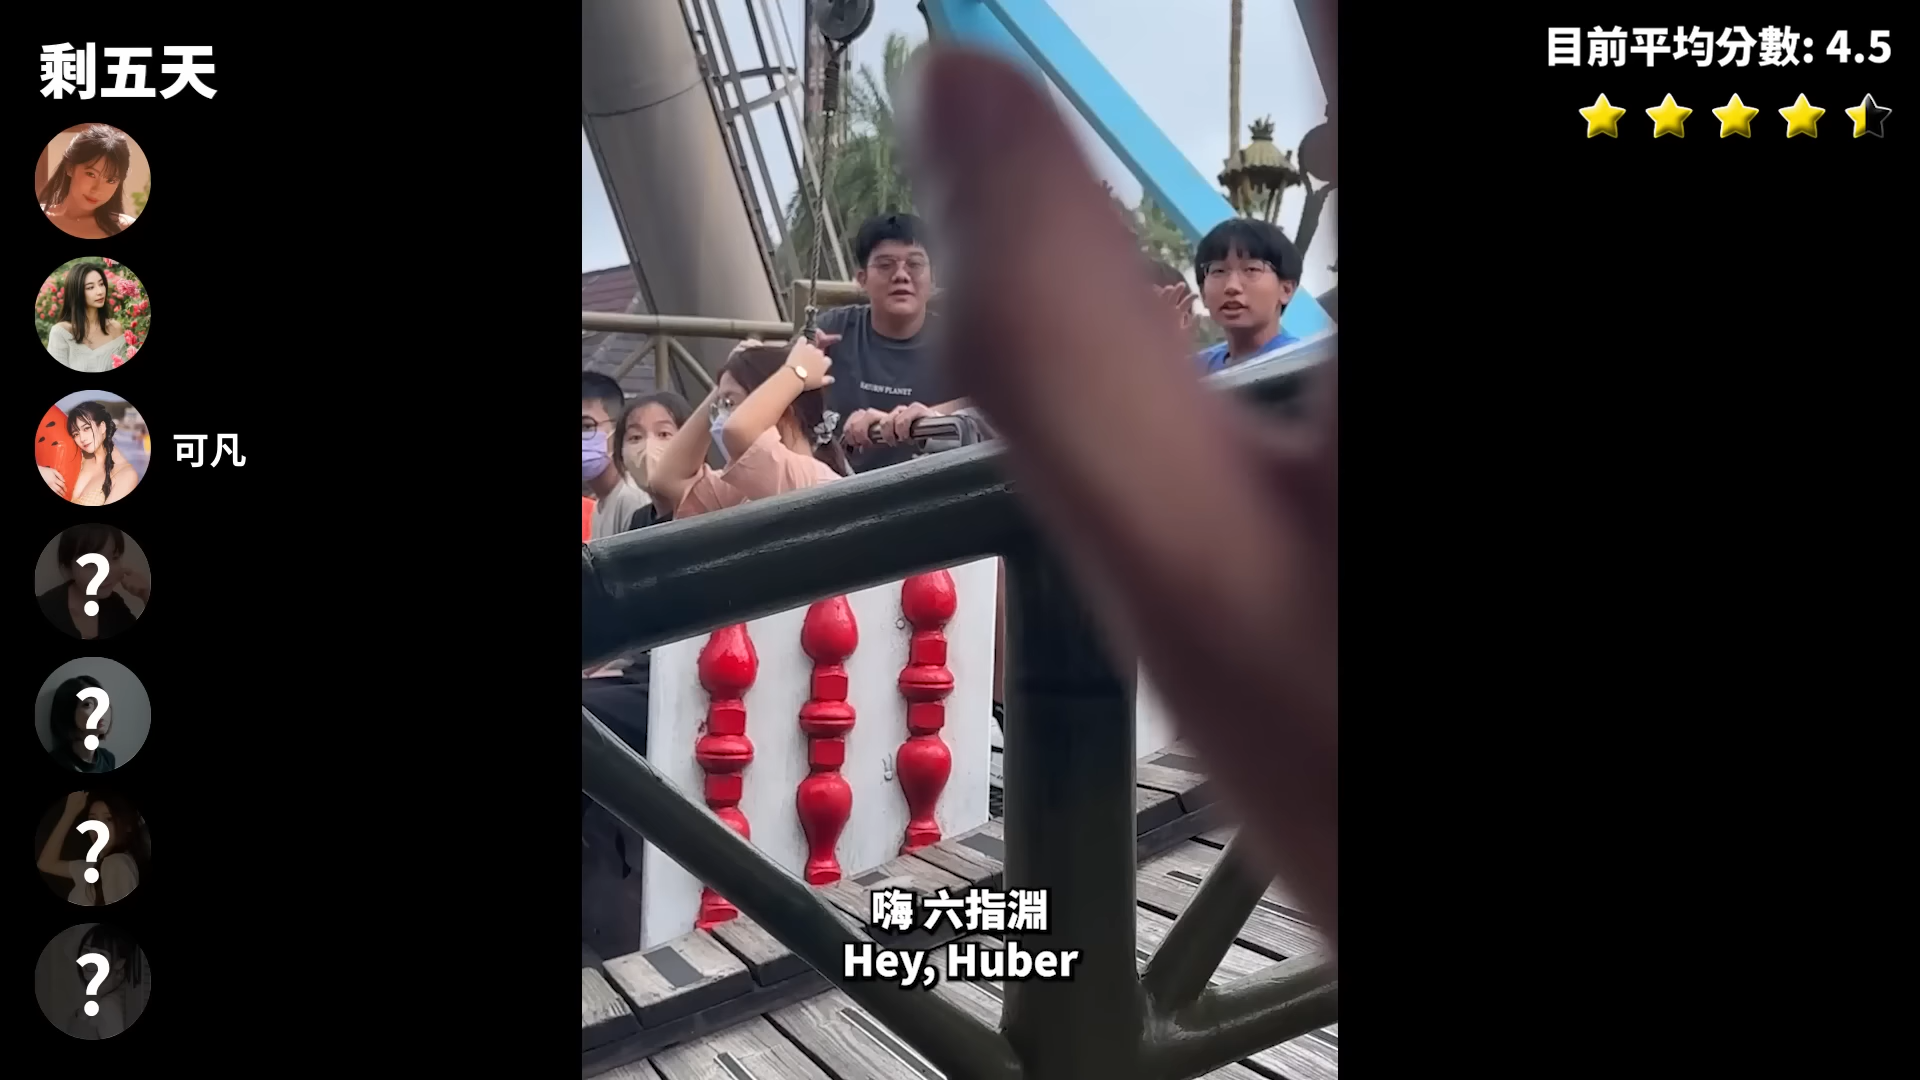 剩五天
目前平均分數: 4.5
可凡
?
?
?
?
SATURN PLANET
嗨 六指淵
Hey, Huber